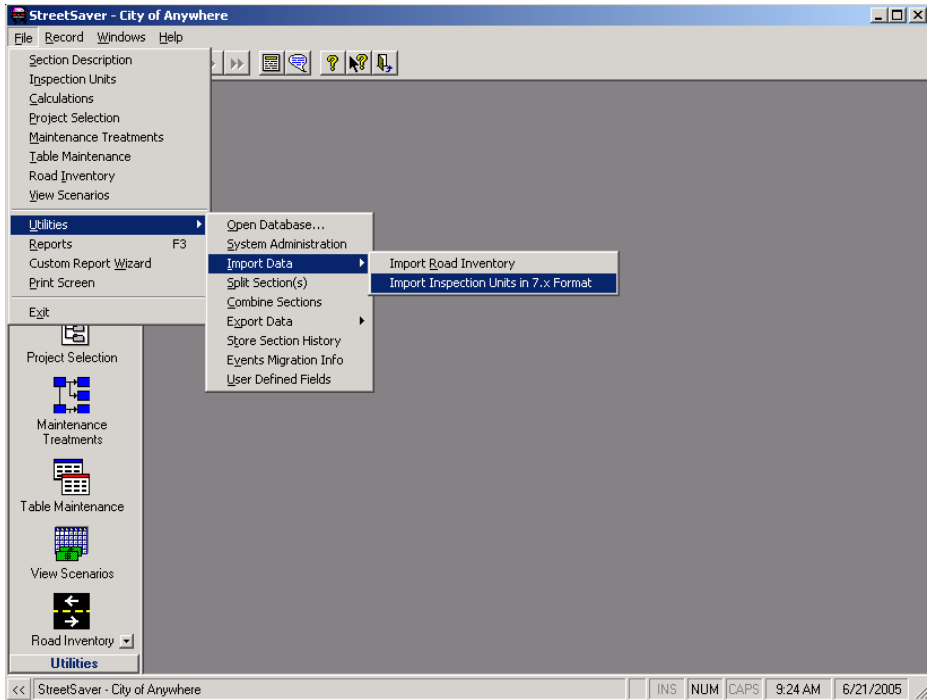 StreetSaver - City of Anywhere
File Record Windows Help
Section Description
Inspection Units
Calculations
Project Selection
Maintenance Treatments
Table Maintenance
Road Inventory
View Scenarios
Utilities
Reports F3
Custom Report Wizard
Print Screen
Exit
Open Database...
System Administration
Import Data
Split Section(s)
Combine Sections
Export Data
Store Section History
Events Migration Info
User Defined Fields
Import Road Inventory
Import Inspection Units in 7.x Format
Project Selection
Maintenance
Treatments
Table Maintenance
View Scenarios
Road Inventory
Utilities
<< StreetSaver - City of Anywhere INS NUM CAPS 9:24 AM 6/21/2005